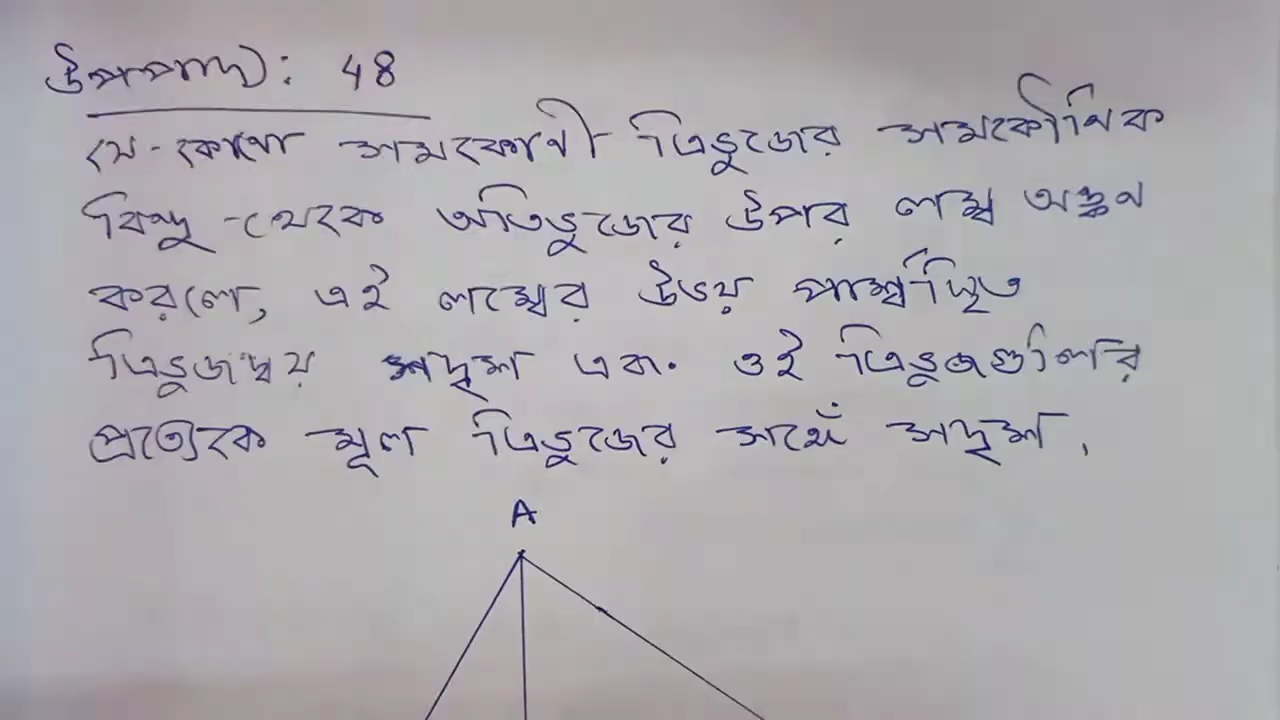 উপপাদ্য: 48
যে-কোনো সমকোণী ত্রিভুজের সমকৌণিক
বিন্দু থেকে অতিভুজের উপর লম্ব অঙ্কন
করলে, এই লম্বের উভয় পার্শ্বস্থিত
ত্রিভুজদ্বয় সদৃশ এবং ওই ত্রিভুজগুলির
প্রত্যেকে মূল ত্রিভুজের সাথে সদৃশ।
A